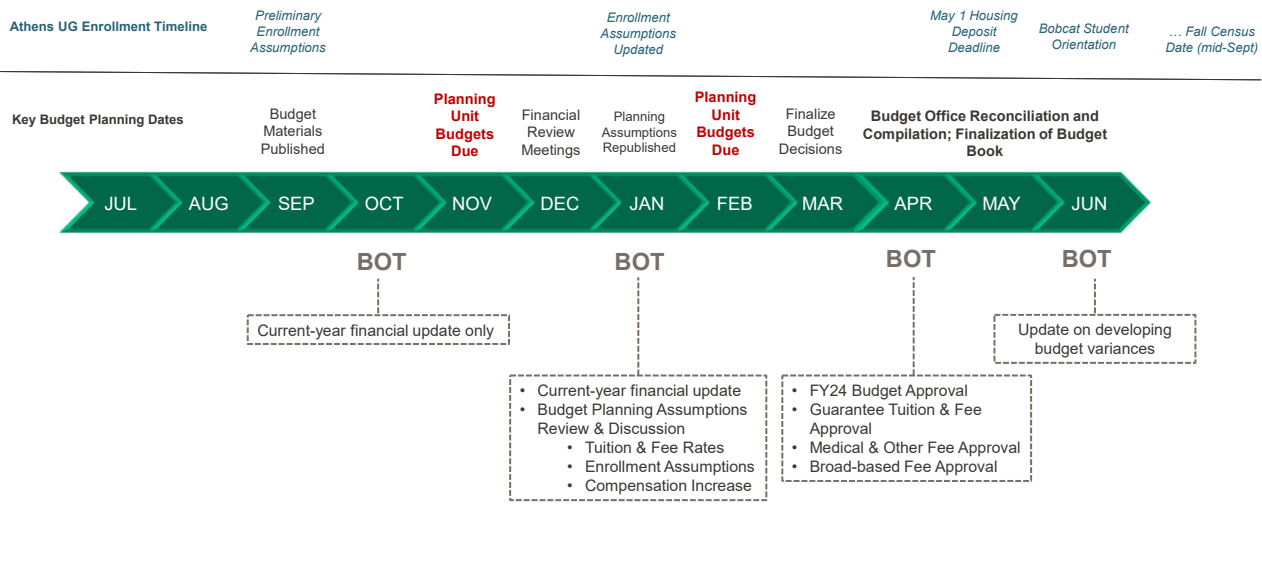 Athens UG Enrollment Timeline
Preliminary
Enrollment
Assumptions
Enrollment
Assumptions
Updated
May 1 Housing
Deposit
Deadline
Bobcat Student
Orientation
… Fall Census
Date (mid-Sept)
Key Budget Planning Dates
Budget
Materials
Published
Planning
Unit
Budgets
Due
Financial
Review
Meetings
Planning
Assumptions
Republished
Planning
Unit
Budgets
Due
Finalize
Budget
Decisions
Budget Office Reconciliation and
Compilation; Finalization of Budget
Book
JUL
AUG
SEP
OCT
NOV
DEC
JAN
FEB
MAR
APR
MAY
JUN
BOT
BOT
BOT
BOT
Current-year financial update only
• Current-year financial update
• Budget Planning Assumptions
Review & Discussion
• Tuition & Fee Rates
• Enrollment Assumptions
• Compensation Increase
• FY24 Budget Approval
• Guarantee Tuition & Fee
Approval
• Medical & Other Fee Approval
• Broad-based Fee Approval
Update on developing
budget variances